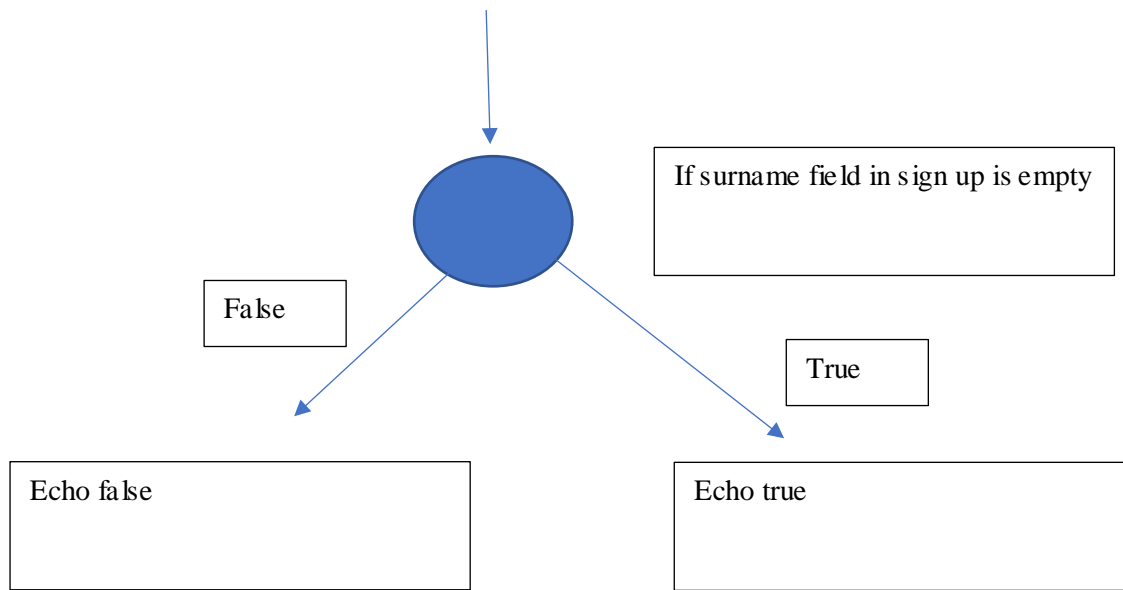 If surname field in sign up is empty
False
True
Echo false
Echo true